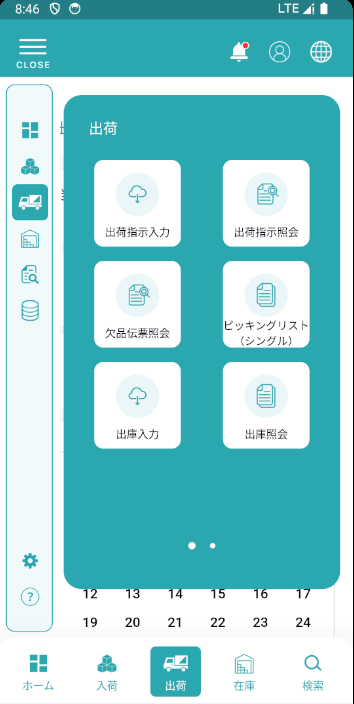 8:46
LTE
CLOSE
出荷
出荷指示入力
出荷指示照会
欠品伝票照会
ピッキングリスト
（シングル）
出庫入力
出庫照会
12 13 14 15 16 17
19 20 21 22 23 24
ホーム
入荷
出荷
在庫
検索